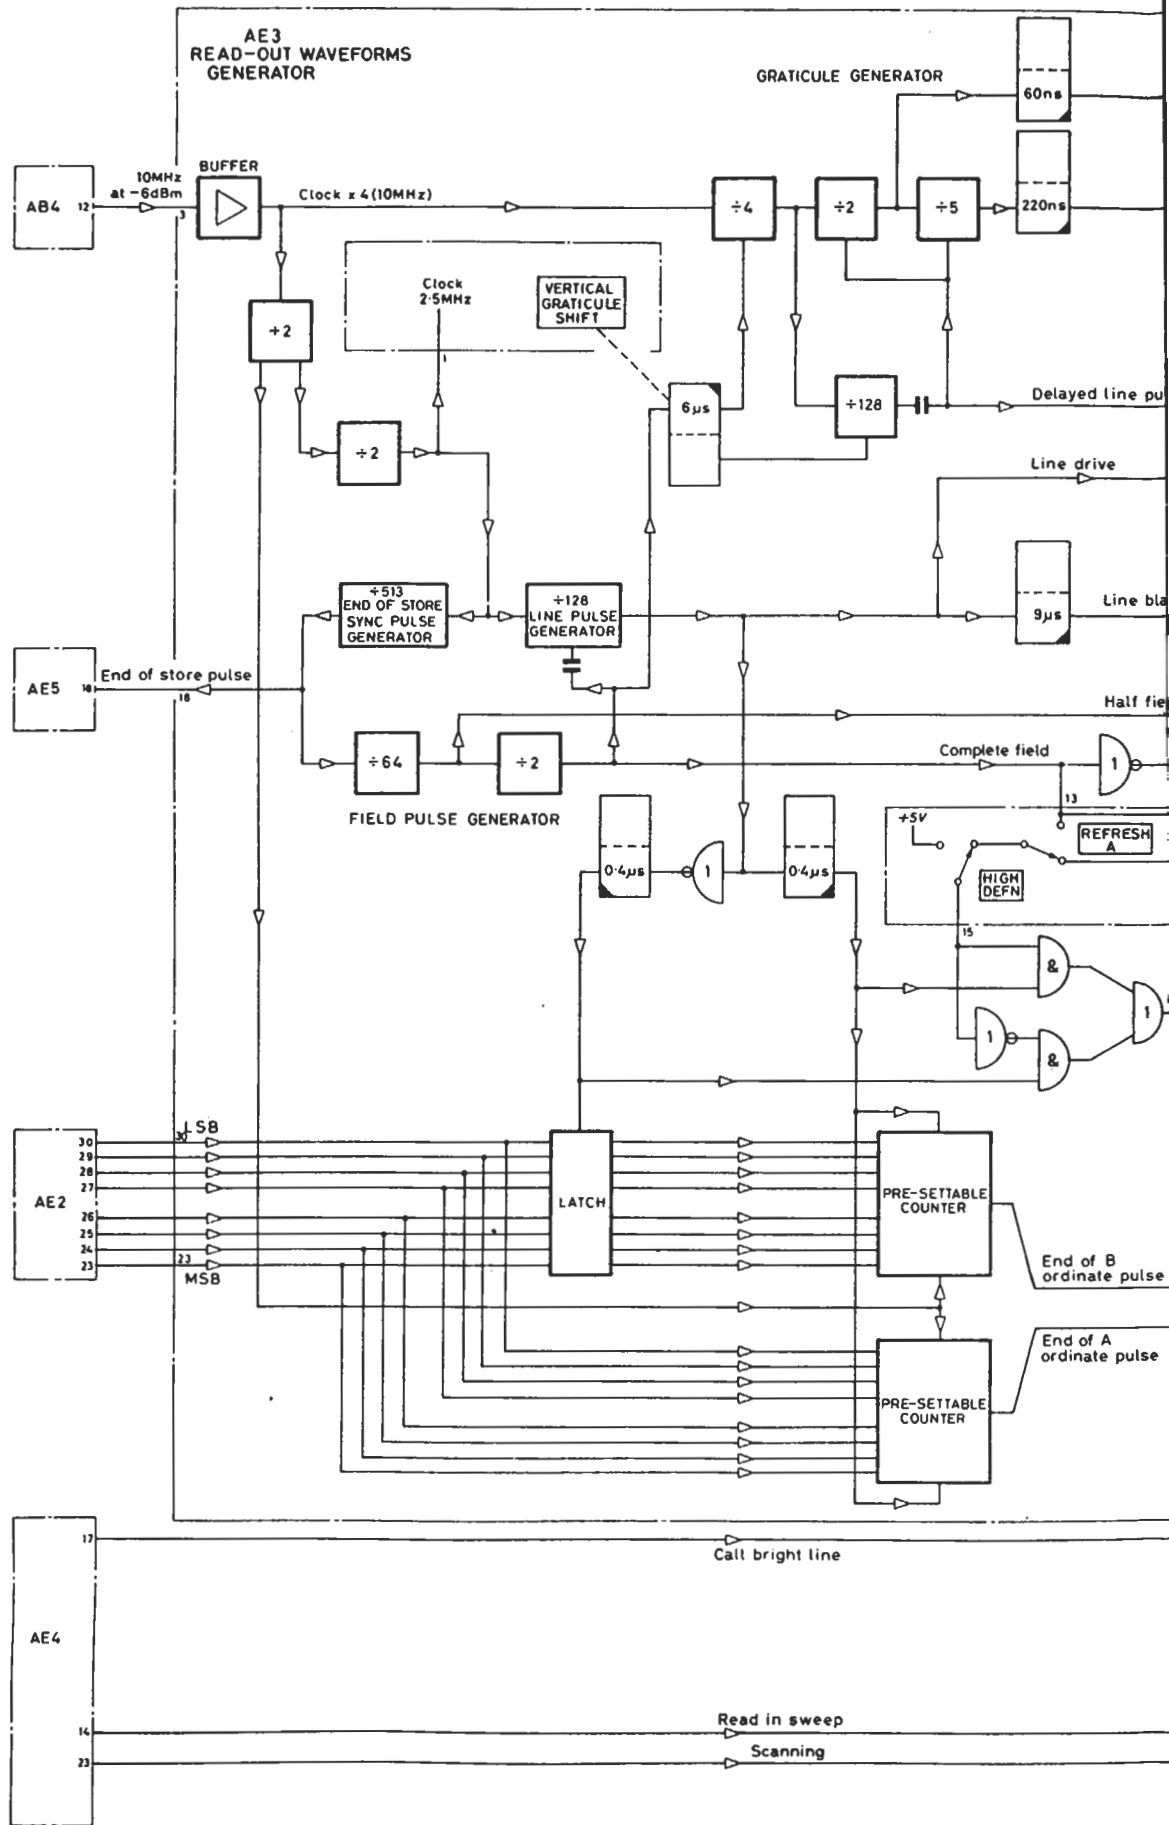 AE3
READ-OUT WAVEFORMS
GENERATOR
GRATICULE GENERATOR
60ns
AB4
12
10MHz
at -6dBm
3
BUFFER
Clock x 4 (10MHz)
÷4
÷2
÷5
220ns
÷2
Clock
2·5MHz
1
VERTICAL
GRATICULE
SHIFT
6µs
÷128
Delayed line pu
÷2
Line drive
÷513
END OF STORE
SYNC PULSE
GENERATOR
÷128
LINE PULSE
GENERATOR
9µs
Line bla
AE5
18
End of store pulse
16
Half fie
÷64
÷2
Complete field
1
13
FIELD PULSE GENERATOR
+5V
REFRESH
A
0·4µs
1
0·4µs
HIGH
DEFN
15
&
1
1
&
AE2
30
29
28
27
26
25
24
23
30
LSB
23
MSB
LATCH
PRE-SETTABLE
COUNTER
End of B
ordinate pulse
End of A
ordinate pulse
PRE-SETTABLE
COUNTER
AE4
17
Call bright line
14
Read in sweep
23
Scanning